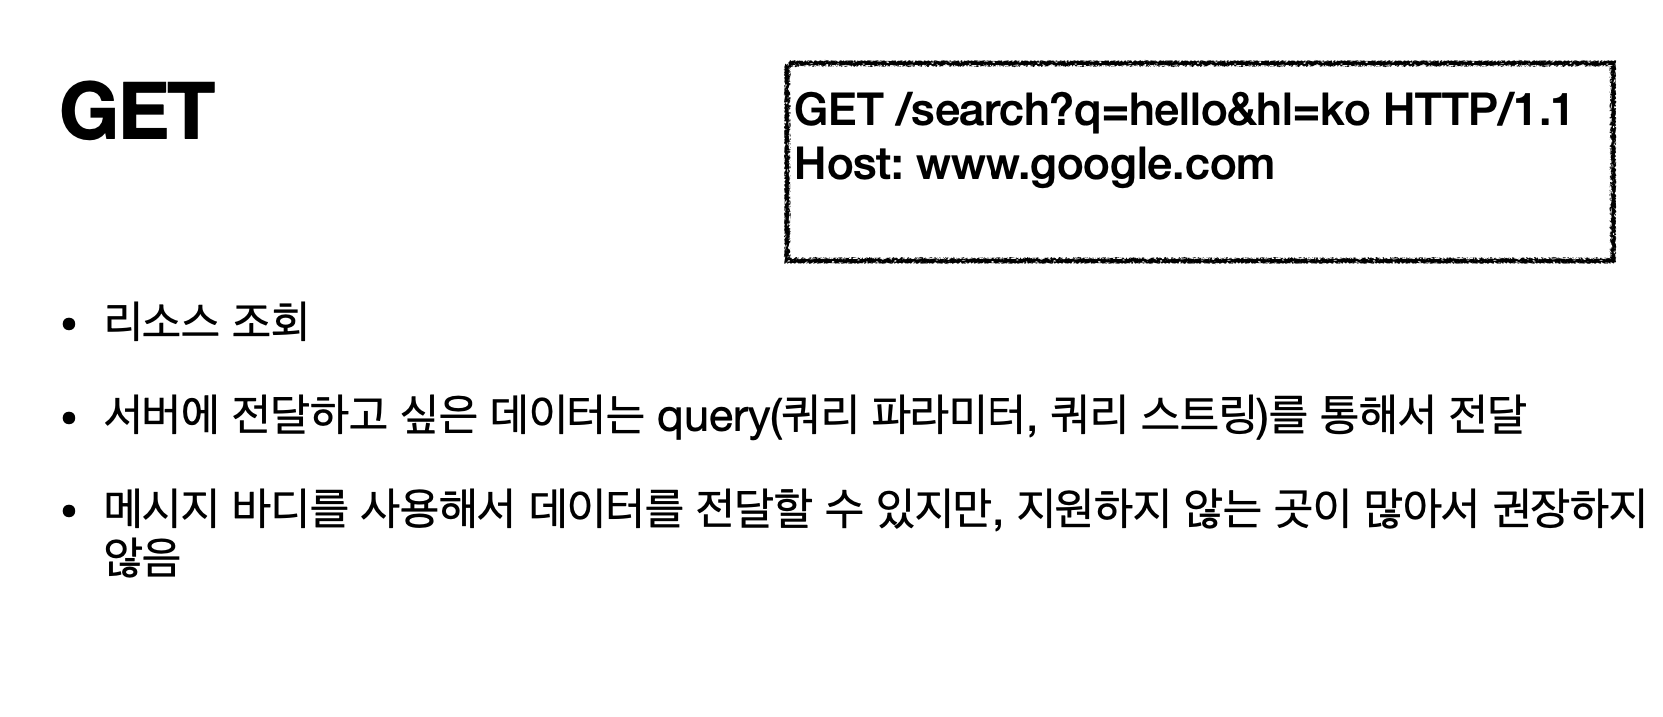 GET
GET /search?q=hello&hl=ko HTTP/1.1
Host: www.google.com
• 리소스 조회
• 서버에 전달하고 싶은 데이터는 query(쿼리 파라미터, 쿼리 스트링)를 통해서 전달
• 메시지 바디를 사용해서 데이터를 전달할 수 있지만, 지원하지 않는 곳이 많아서 권장하지
않음